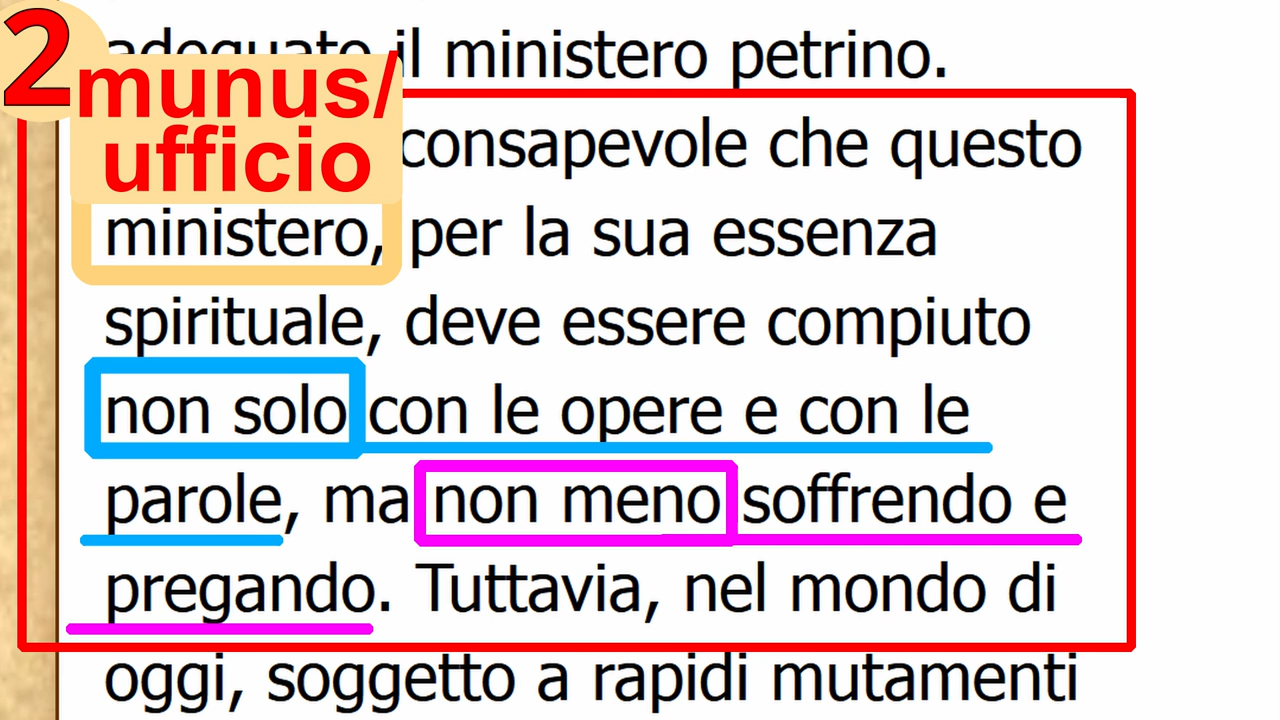 2
munus/
ufficio
adeguato il ministero petrino.
consapevole che questo
ministero, per la sua essenza
spirituale, deve essere compiuto
non solo con le opere e con le
parole, ma non meno soffrendo e
pregando. Tuttavia, nel mondo di
oggi, soggetto a rapidi mutamenti